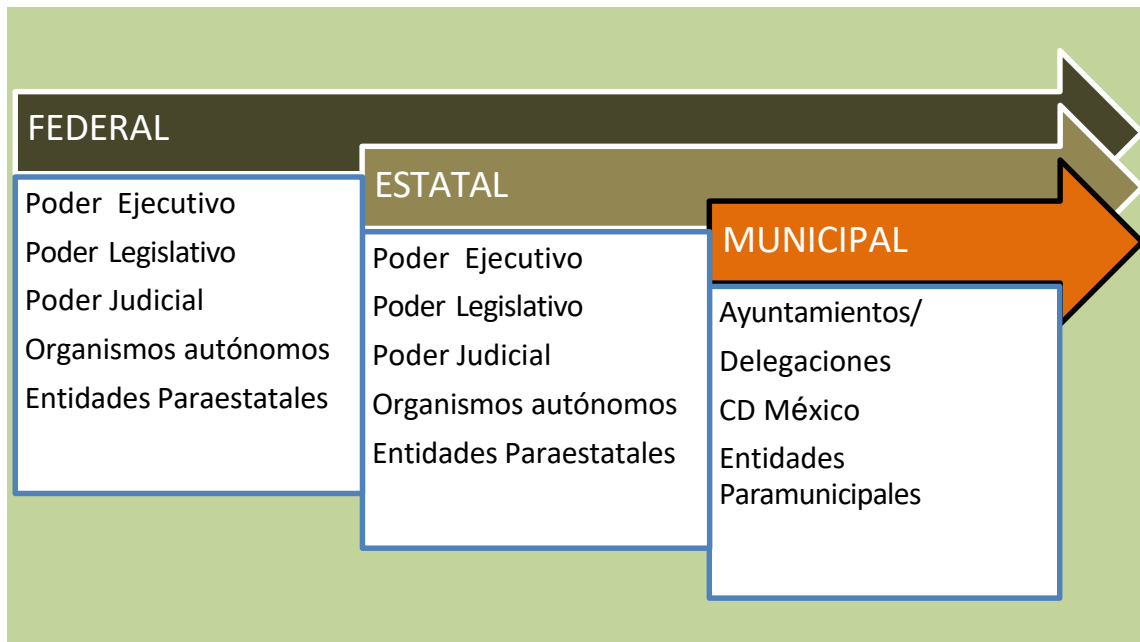 FEDERAL
Poder Ejecutivo
Poder Legislativo
Poder Judicial
Organismos autónomos
Entidades Paraestatales
ESTATAL
Poder Ejecutivo
Poder Legislativo
Poder Judicial
Organismos autónomos
Entidades Paraestatales
MUNICIPAL
Ayuntamientos/
Delegaciones
CD México
Entidades
Paramunicipales